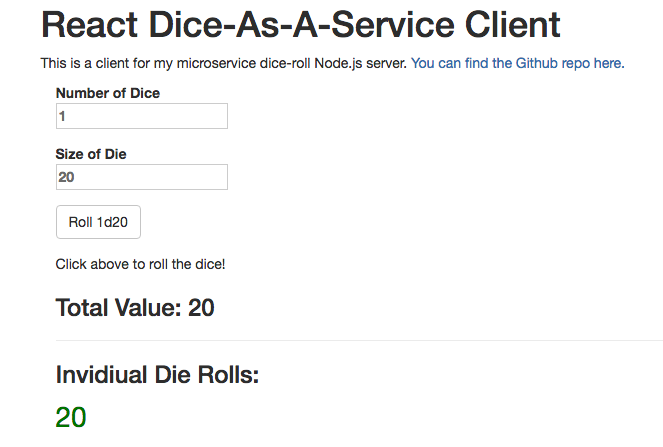 React Dice-As-A-Service Client
This is a client for my microservice dice-roll Node.js server. You can find the Github repo here.
Number of Dice
1
Size of Die
20
Roll 1d20
Click above to roll the dice!
Total Value: 20
Invidiual Die Rolls:
20